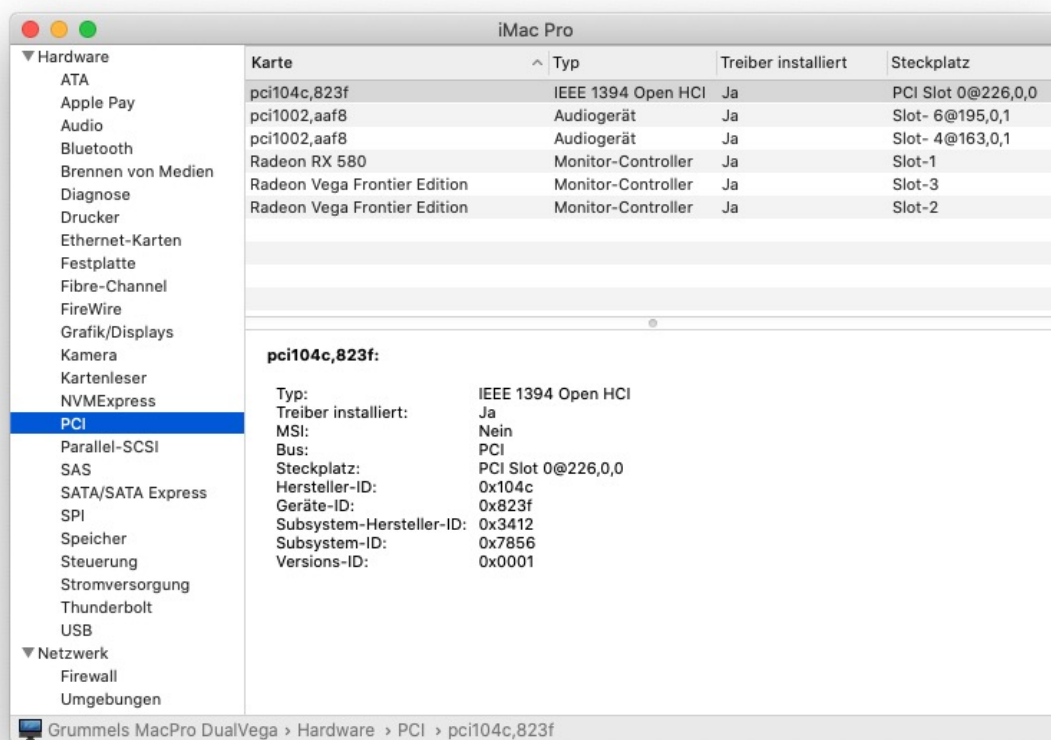 iMac Pro
Hardware
ATA
Apple Pay
Audio
Bluetooth
Brennen von Medien
Diagnose
Drucker
Ethernet-Karten
Festplatte
Fibre-Channel
FireWire
Grafik/Displays
Kamera
Kartenleser
NVMExpress
PCI
Parallel-SCSI
SAS
SATA/SATA Express
SPI
Speicher
Steuerung
Stromversorgung
Thunderbolt
USB
Netzwerk
Firewall
Umgebungen
Karte Typ Treiber installiert Steckplatz
pci104c,823f IEEE 1394 Open HCI Ja PCI Slot 0@226,0,0
pci1002,aaf8 Audiogerät Ja Slot- 6@195,0,1
pci1002,aaf8 Audiogerät Ja Slot- 4@163,0,1
Radeon RX 580 Monitor-Controller Ja Slot-1
Radeon Vega Frontier Edition Monitor-Controller Ja Slot-3
Radeon Vega Frontier Edition Monitor-Controller Ja Slot-2
pci104c,823f:
Typ: IEEE 1394 Open HCI
Treiber installiert: Ja
MSI: Nein
Bus: PCI
Steckplatz: PCI Slot 0@226,0,0
Hersteller-ID: 0x104c
Geräte-ID: 0x823f
Subsystem-Hersteller-ID: 0x3412
Subsystem-ID: 0x7856
Versions-ID: 0x0001
Grummels MacPro DualVega › Hardware › PCI › pci104c,823f